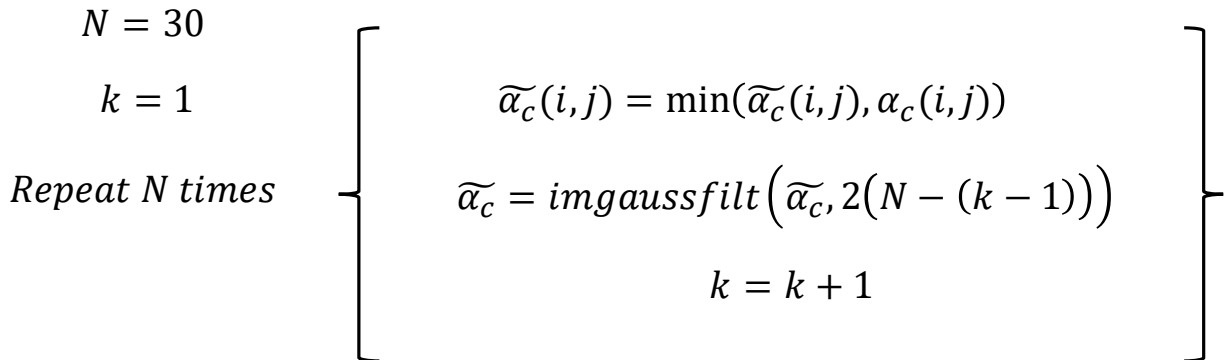 N = 30
k = 1
Repeat N times
{
α̃_c(i, j) = min(α̃_c(i, j), α_c(i, j))
α̃_c = imgaussfilt(α̃_c, 2(N − (k − 1)))
k = k + 1
}